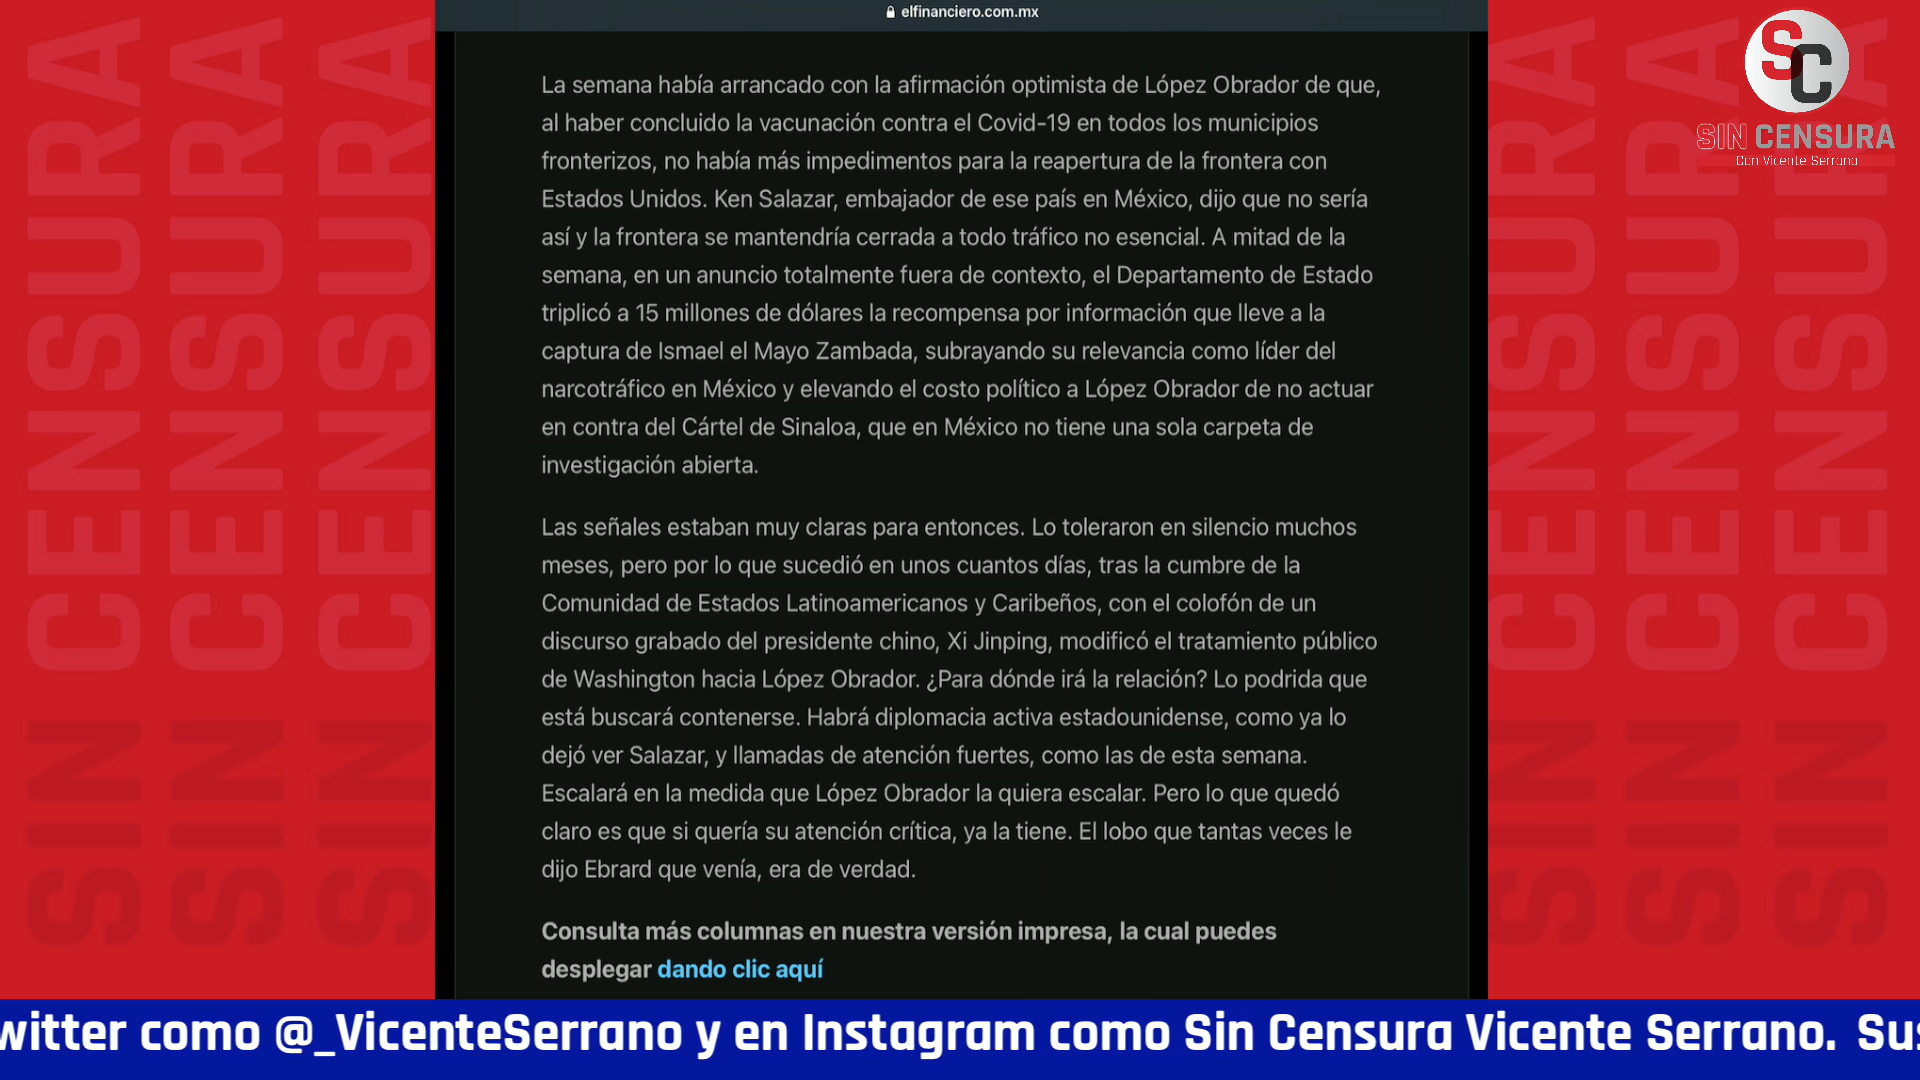 elfinanciero.com.mx
La semana había arrancado con la afirmación optimista de López Obrador de que,
al haber concluido la vacunación contra el Covid-19 en todos los municipios
fronterizos, no había más impedimentos para la reapertura de la frontera con
Estados Unidos. Ken Salazar, embajador de ese país en México, dijo que no sería
así y la frontera se mantendría cerrada a todo tráfico no esencial. A mitad de la
semana, en un anuncio totalmente fuera de contexto, el Departamento de Estado
triplicó a 15 millones de dólares la recompensa por información que lleve a la
captura de Ismael el Mayo Zambada, subrayando su relevancia como líder del
narcotráfico en México y elevando el costo político a López Obrador de no actuar
en contra del Cártel de Sinaloa, que en México no tiene una sola carpeta de
investigación abierta.
Las señales estaban muy claras para entonces. Lo toleraron en silencio muchos
meses, pero por lo que sucedió en unos cuantos días, tras la cumbre de la
Comunidad de Estados Latinoamericanos y Caribeños, con el colofón de un
discurso grabado del presidente chino, Xi Jinping, modificó el tratamiento público
de Washington hacia López Obrador. ¿Para dónde irá la relación? Lo podrida que
está buscará contenerse. Habrá diplomacia activa estadounidense, como ya lo
dejó ver Salazar, y llamadas de atención fuertes, como las de esta semana.
Escalará en la medida que López Obrador la quiera escalar. Pero lo que quedó
claro es que si quería su atención crítica, ya la tiene. El lobo que tantas veces le
dijo Ebrard que venía, era de verdad.
Consulta más columnas en nuestra versión impresa, la cual puedes
desplegar dando clic aquí
SC
SIN CENSURA
Con Vicente Serrano
SIN CENSURA
SIN CENSURA
SIN CENSURA
SIN CENSURA
SIN CENSURA
SIN CENSURA
witter como @_VicenteSerrano y en Instagram como Sin Censura Vicente Serrano. Sus